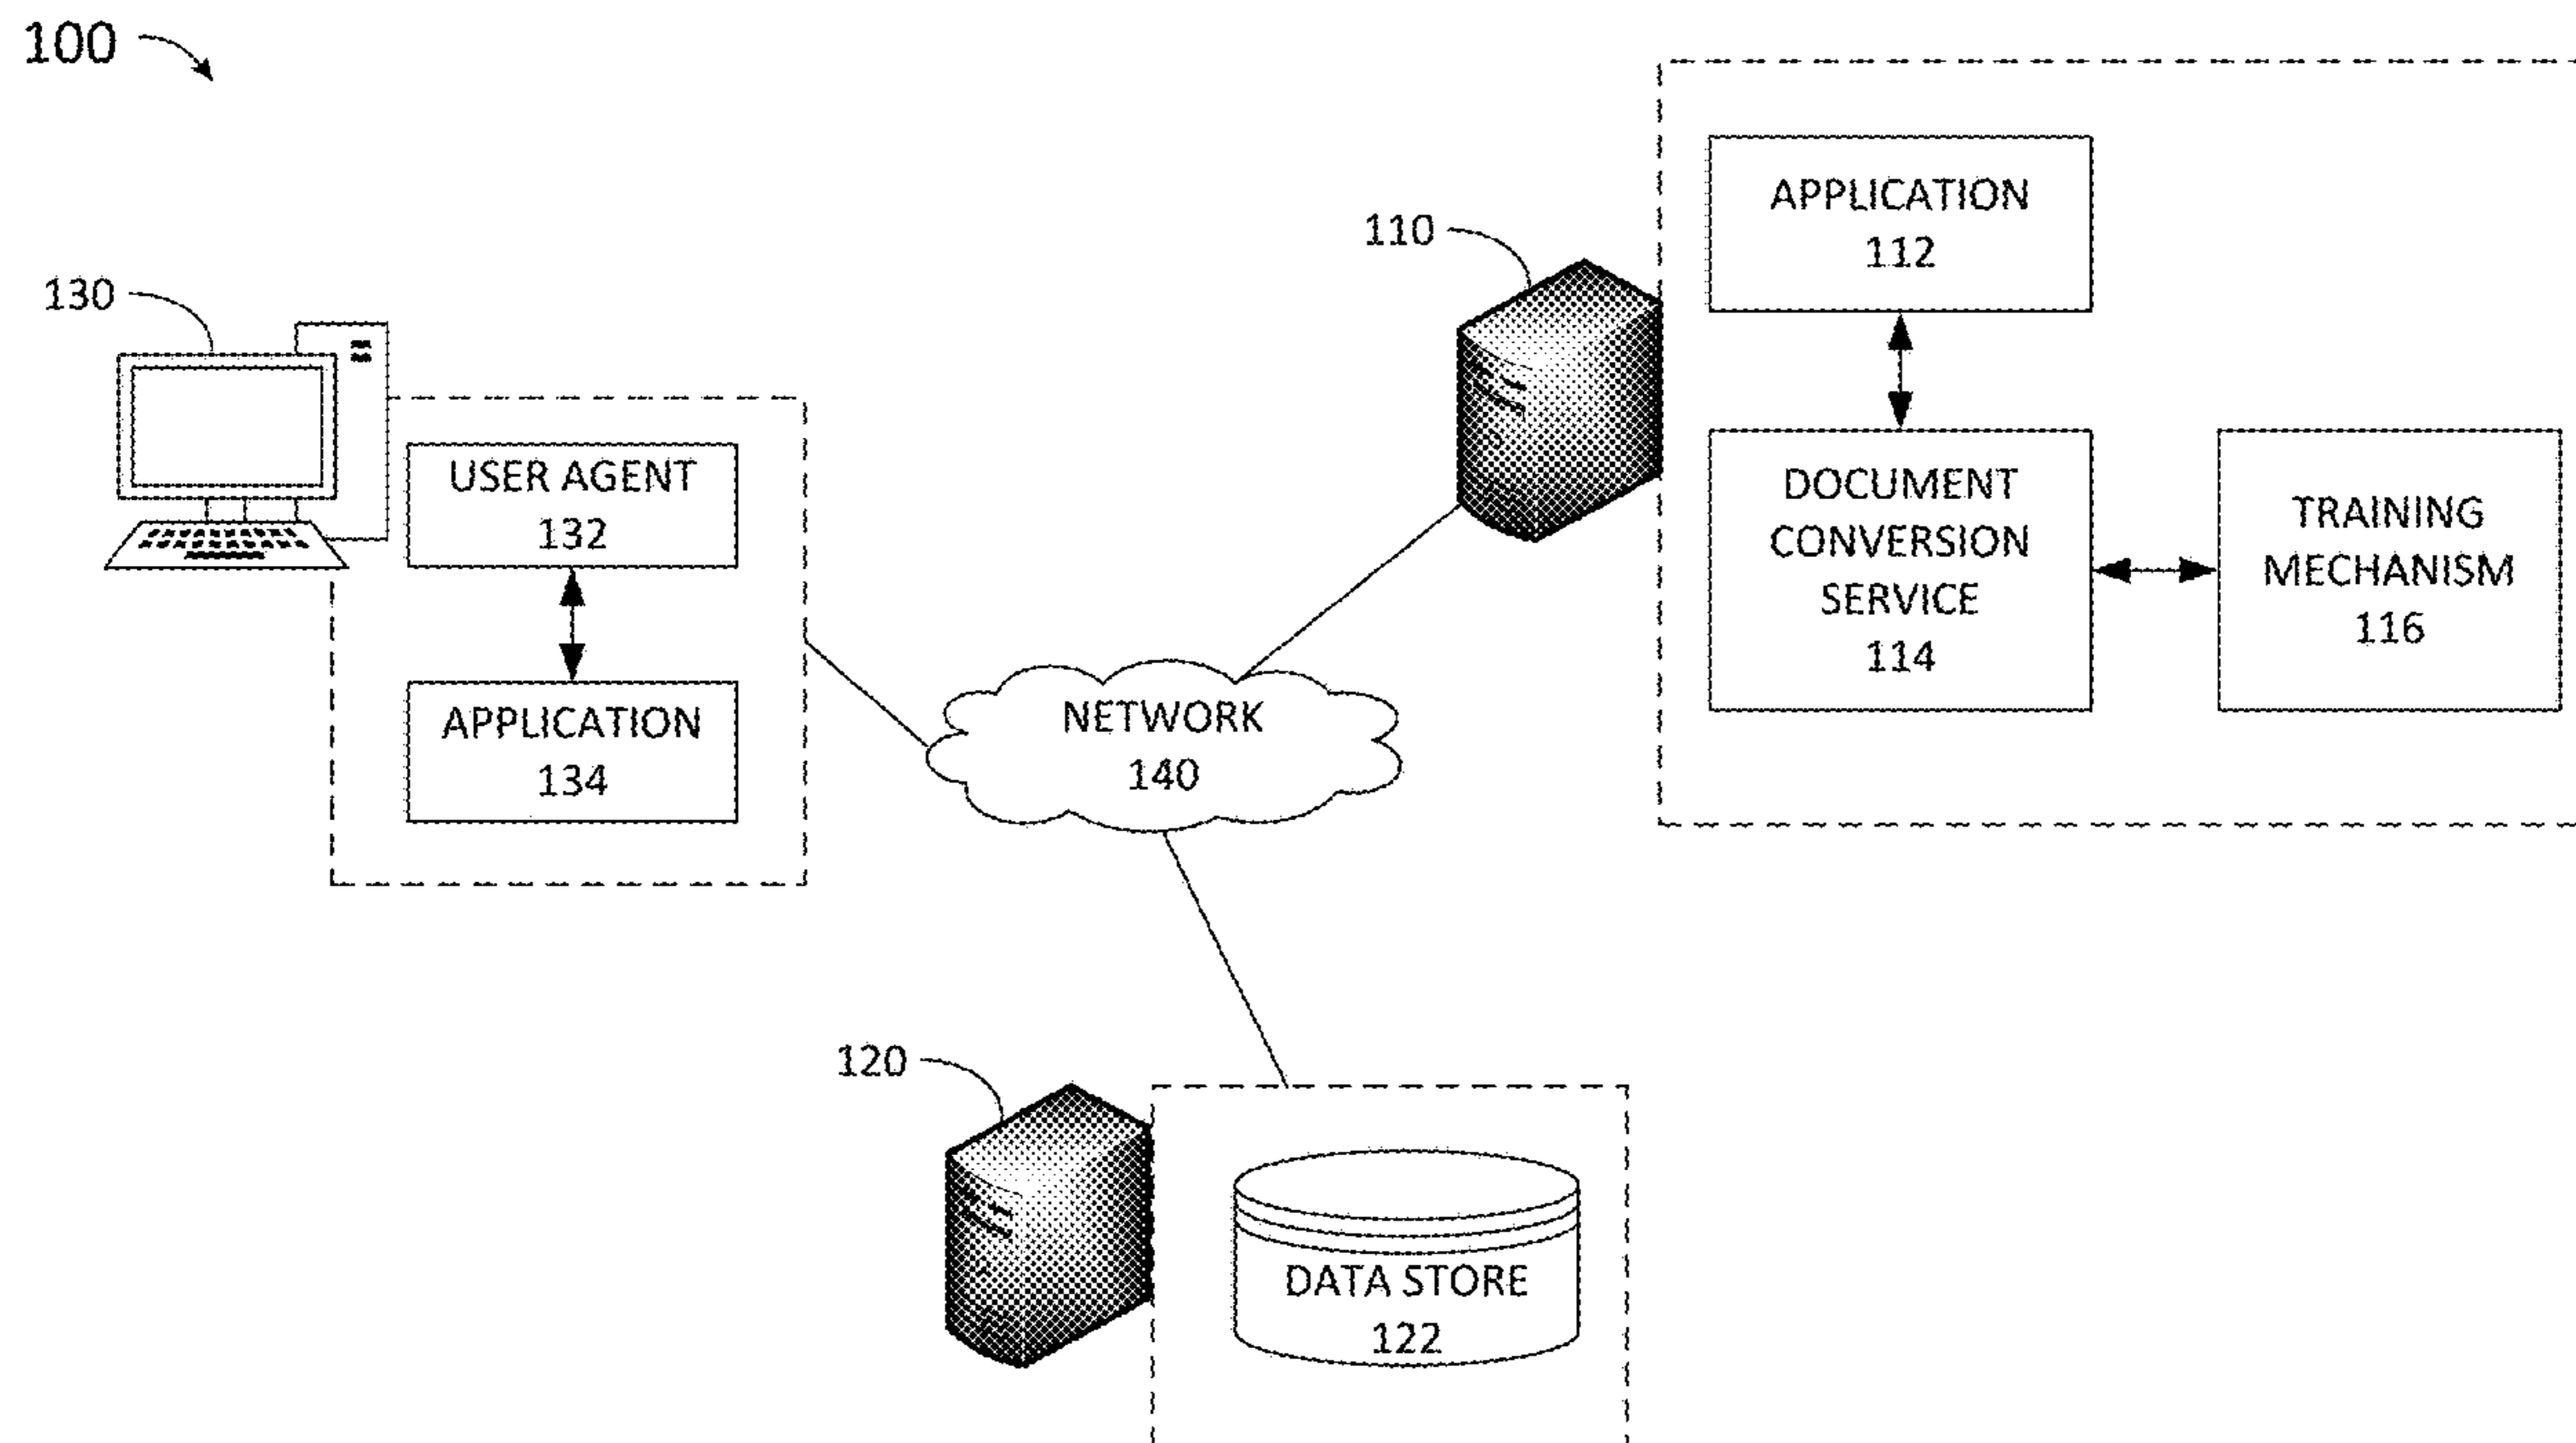 100
110
APPLICATION
112
130
USER AGENT
132
DOCUMENT
CONVERSION
SERVICE
114
TRAINING
MECHANISM
116
APPLICATION
134
NETWORK
140
120
DATA STORE
122